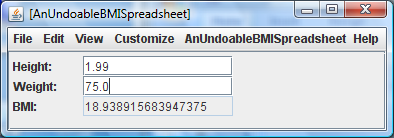 [AnUndoableBMISpreadsheet]
File Edit View Customize AnUndoableBMISpreadsheet Help
Height: 1.99
Weight: 75.0
BMI: 18.938915683947375